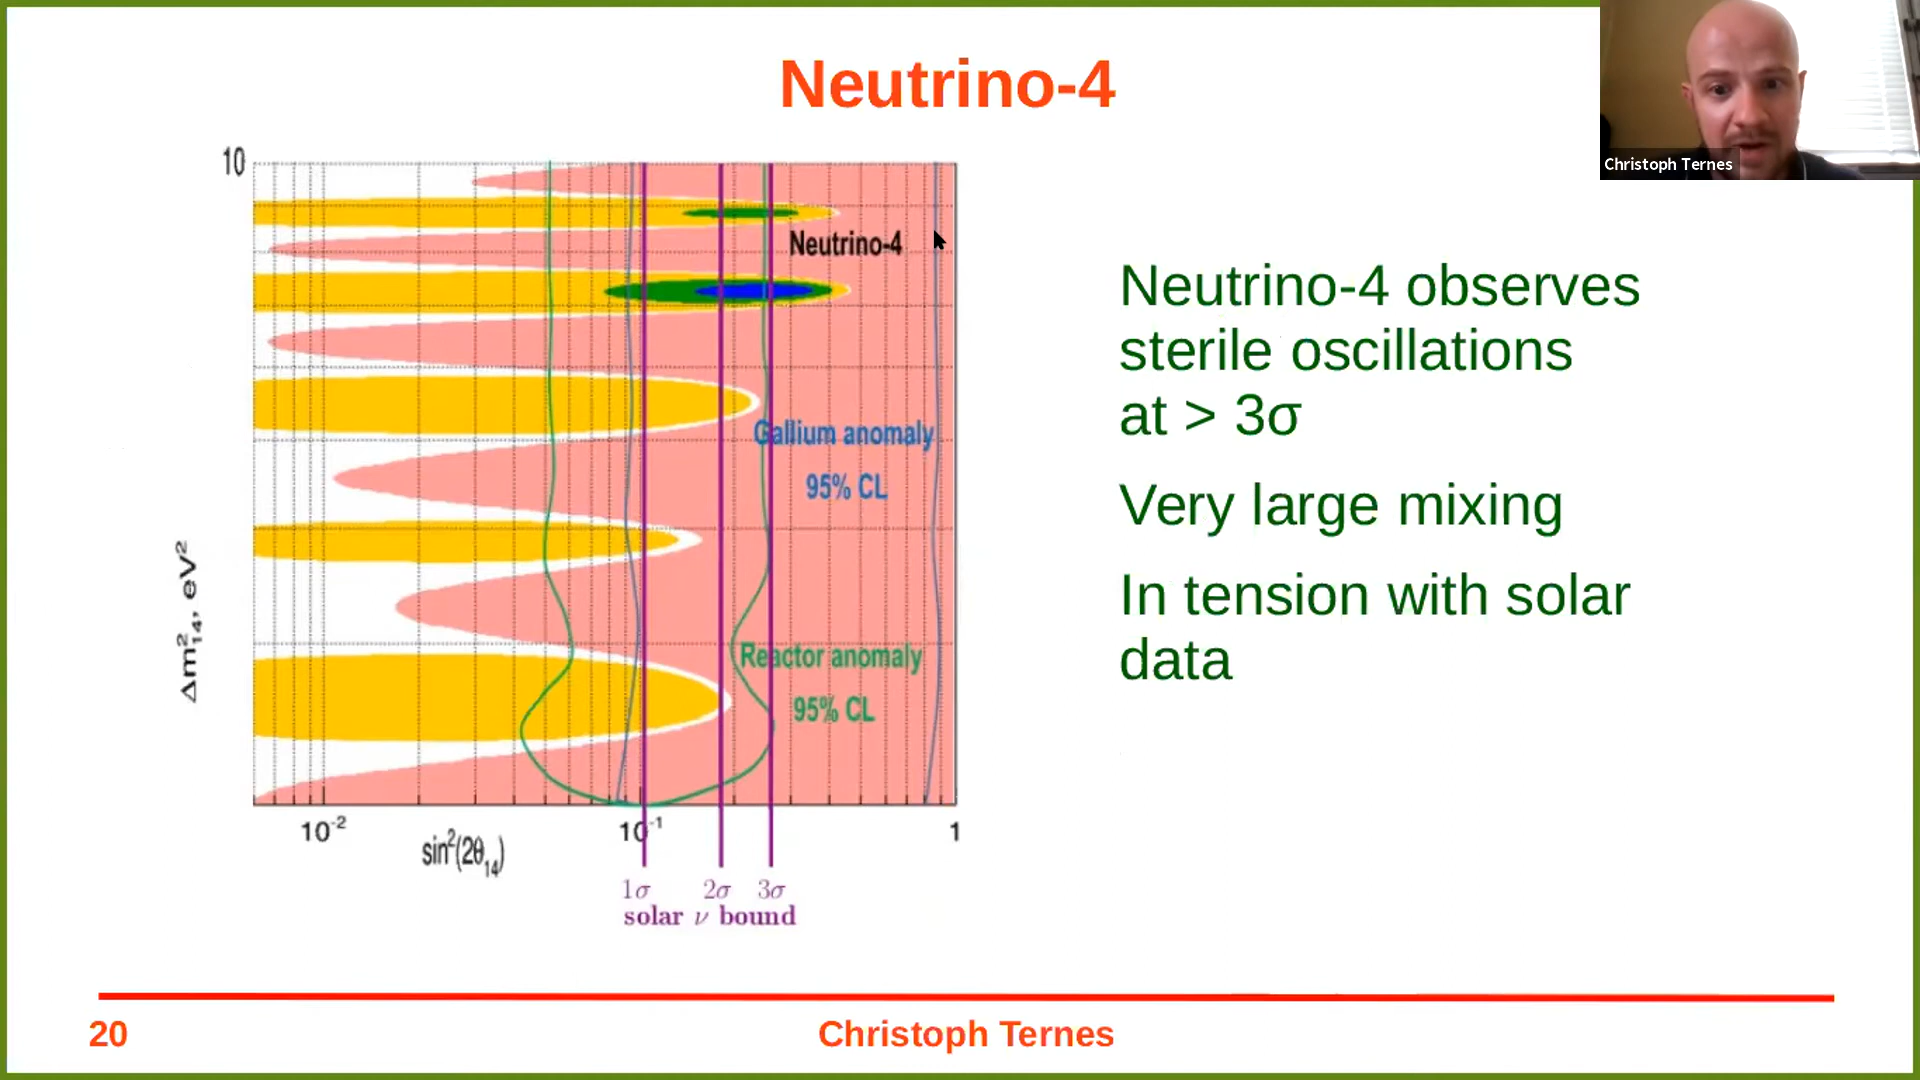 Neutrino-4
Christoph Ternes
10
Neutrino-4
Gallium anomaly
95% CL
Reactor anomaly
95% CL
Δm²₁₄, eV²
10⁻² 10⁻¹ 1
sin²(2θ₁₄)
1σ 2σ 3σ
solar ν bound
Neutrino-4 observes
sterile oscillations
at > 3σ
Very large mixing
In tension with solar
data
20
Christoph Ternes